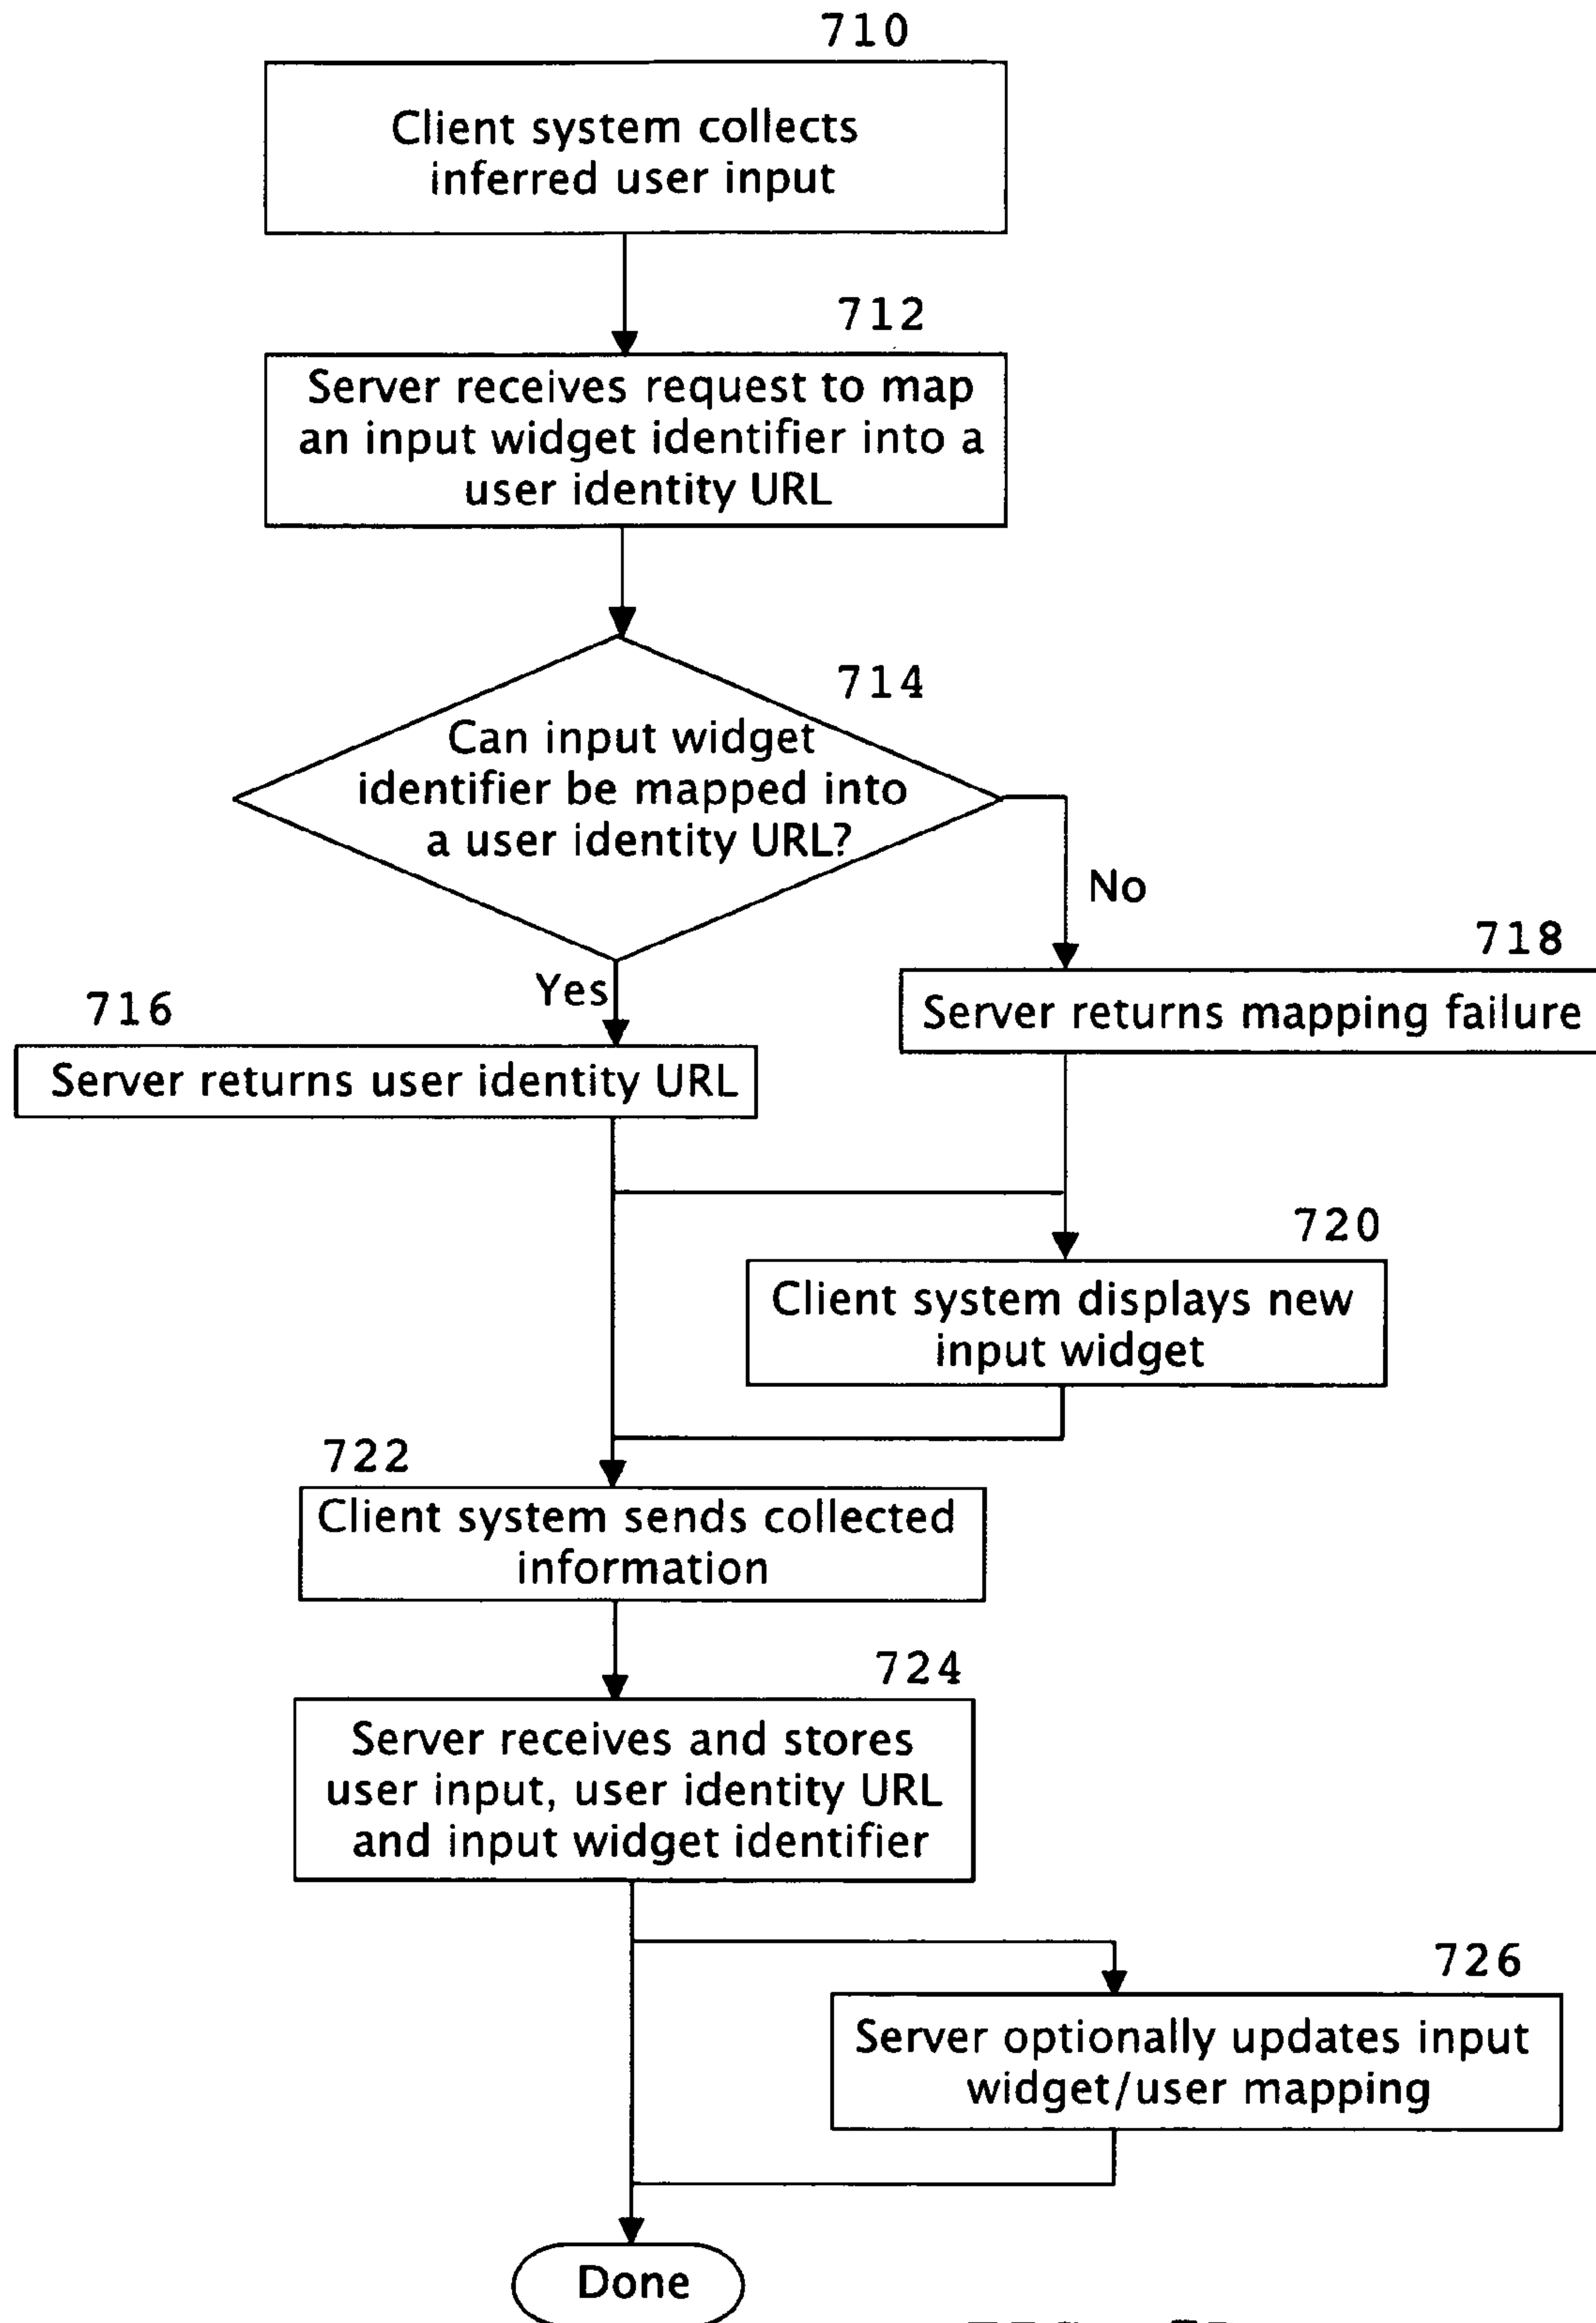 710
Client system collects
inferred user input
712
Server receives request to map
an input widget identifier into a
user identity URL
714
Can input widget
identifier be mapped into
a user identity URL?
No
718
Yes
Server returns mapping failure
716
Server returns user identity URL
720
Client system displays new
input widget
722
Client system sends collected
information
724
Server receives and stores
user input, user identity URL
and input widget identifier
726
Server optionally updates input
widget/user mapping
Done